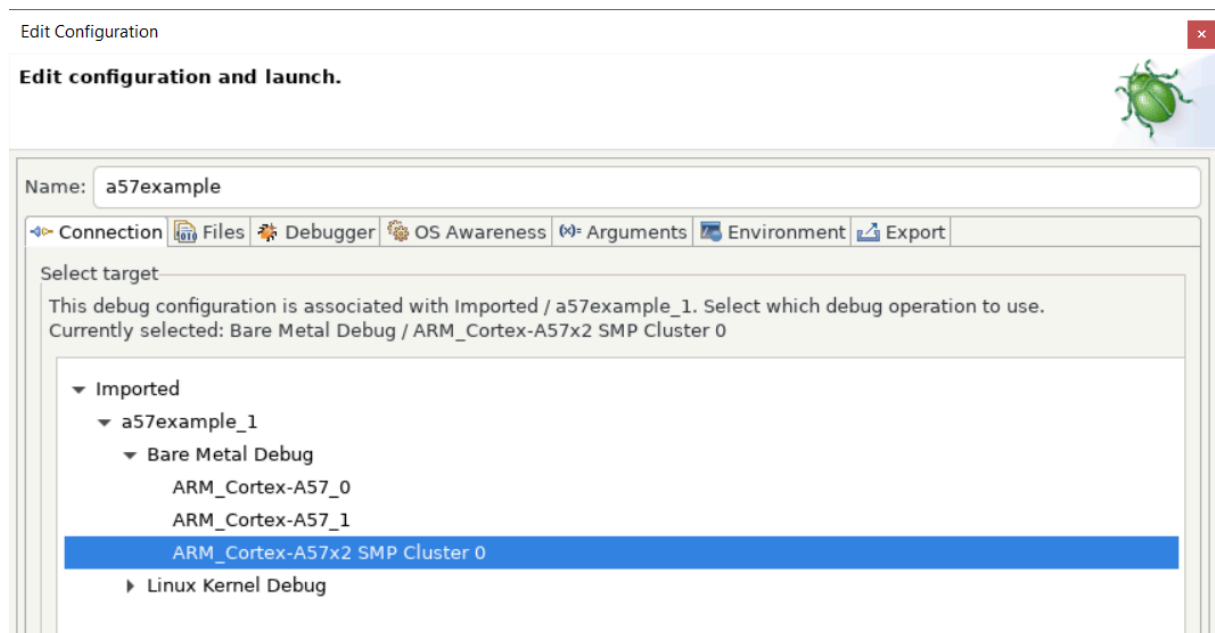 Edit Configuration
Edit configuration and launch.
Name: a57example
Connection Files Debugger OS Awareness (x)= Arguments Environment Export
Select target
This debug configuration is associated with Imported / a57example_1. Select which debug operation to use.
Currently selected: Bare Metal Debug / ARM_Cortex-A57x2 SMP Cluster 0
Imported
a57example_1
Bare Metal Debug
ARM_Cortex-A57_0
ARM_Cortex-A57_1
ARM_Cortex-A57x2 SMP Cluster 0
Linux Kernel Debug